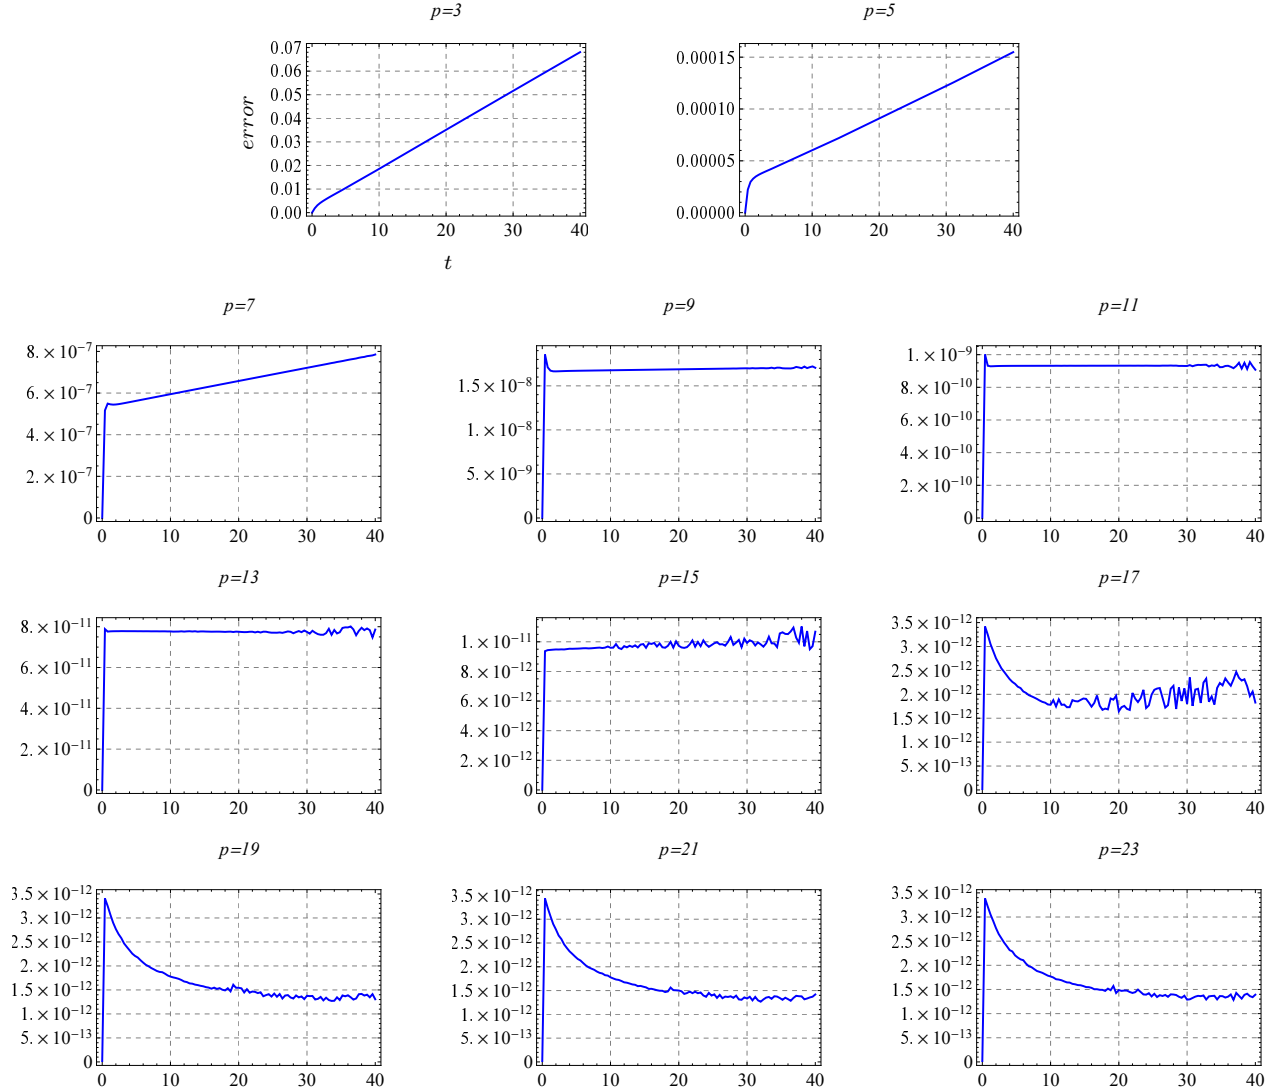 p=3
p=5
0.07
0.06
0.05
0.04
0.03
0.02
0.01
0.00
error
0 10 20 30 40
t
0.00015
0.00010
0.00005
0.00000
0 10 20 30 40
p=7
p=9
p=11
8.×10⁻⁷
6.×10⁻⁷
4.×10⁻⁷
2.×10⁻⁷
0
0 10 20 30 40
1.5×10⁻⁸
1.×10⁻⁸
5.×10⁻⁹
0
0 10 20 30 40
1.×10⁻⁹
8.×10⁻¹⁰
6.×10⁻¹⁰
4.×10⁻¹⁰
2.×10⁻¹⁰
0
0 10 20 30 40
p=13
p=15
p=17
8.×10⁻¹¹
6.×10⁻¹¹
4.×10⁻¹¹
2.×10⁻¹¹
0
0 10 20 30 40
1.×10⁻¹¹
8.×10⁻¹²
6.×10⁻¹²
4.×10⁻¹²
2.×10⁻¹²
0
0 10 20 30 40
3.5×10⁻¹²
3.×10⁻¹²
2.5×10⁻¹²
2.×10⁻¹²
1.5×10⁻¹²
1.×10⁻¹²
5.×10⁻¹³
0
0 10 20 30 40
p=19
p=21
p=23
3.5×10⁻¹²
3.×10⁻¹²
2.5×10⁻¹²
2.×10⁻¹²
1.5×10⁻¹²
1.×10⁻¹²
5.×10⁻¹³
0
0 10 20 30 40
3.5×10⁻¹²
3.×10⁻¹²
2.5×10⁻¹²
2.×10⁻¹²
1.5×10⁻¹²
1.×10⁻¹²
5.×10⁻¹³
0
0 10 20 30 40
3.5×10⁻¹²
3.×10⁻¹²
2.5×10⁻¹²
2.×10⁻¹²
1.5×10⁻¹²
1.×10⁻¹²
5.×10⁻¹³
0
0 10 20 30 40